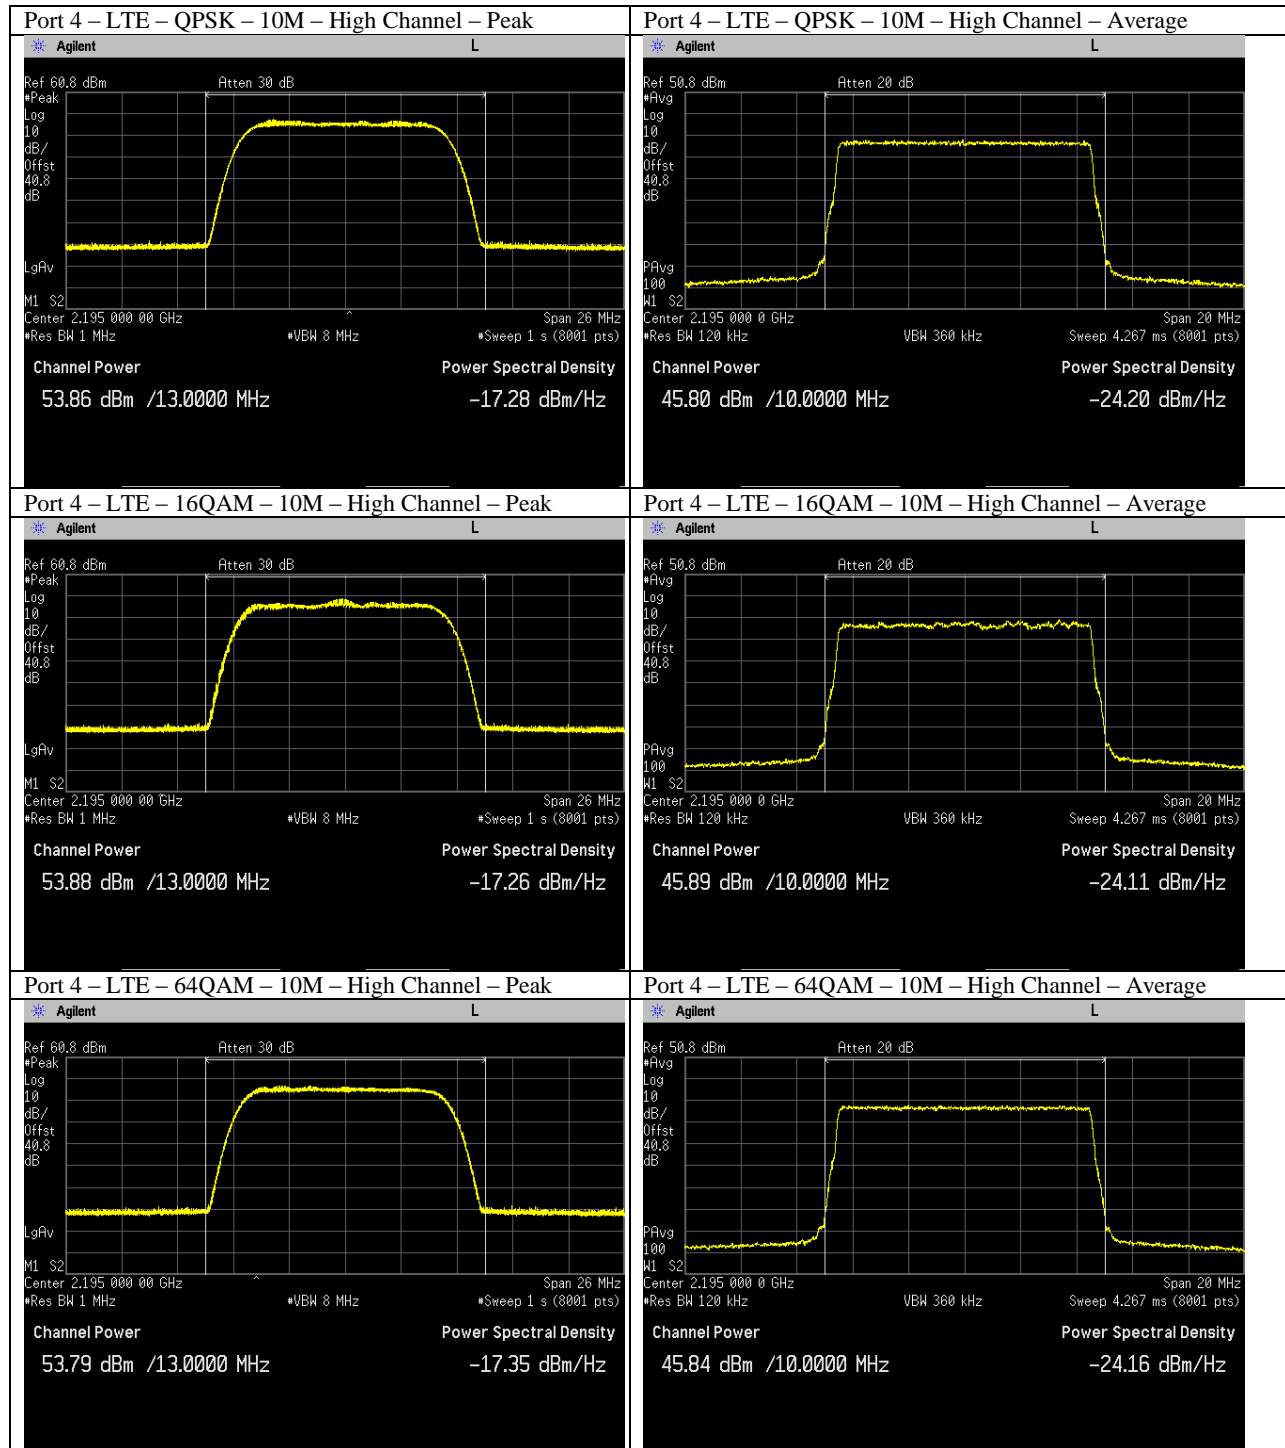 Port 4 – LTE – QPSK – 10M – High Channel – Peak
Agilent
L
Ref 60.8 dBm
Atten 30 dB
#Peak
Log
10
dB/
Offst
40.8
dB
LgAv
M1 S2
Center 2.195 000 00 GHz
Span 26 MHz
#Res BW 1 MHz
#VBW 8 MHz
#Sweep 1 s (8001 pts)
Channel Power
Power Spectral Density
53.86 dBm /13.0000 MHz
-17.28 dBm/Hz
Port 4 – LTE – QPSK – 10M – High Channel – Average
Agilent
L
Ref 50.8 dBm
Atten 20 dB
#Avg
Log
10
dB/
Offst
40.8
dB
PAvg
100
W1 S2
Center 2.195 000 0 GHz
Span 20 MHz
#Res BW 120 kHz
VBW 360 kHz
Sweep 4.267 ms (8001 pts)
Channel Power
Power Spectral Density
45.80 dBm /10.0000 MHz
-24.20 dBm/Hz
Port 4 – LTE – 16QAM – 10M – High Channel – Peak
Agilent
L
Ref 60.8 dBm
Atten 30 dB
#Peak
Log
10
dB/
Offst
40.8
dB
LgAv
M1 S2
Center 2.195 000 00 GHz
Span 26 MHz
#Res BW 1 MHz
#VBW 8 MHz
#Sweep 1 s (8001 pts)
Channel Power
Power Spectral Density
53.88 dBm /13.0000 MHz
-17.26 dBm/Hz
Port 4 – LTE – 16QAM – 10M – High Channel – Average
Agilent
L
Ref 50.8 dBm
Atten 20 dB
#Avg
Log
10
dB/
Offst
40.8
dB
PAvg
100
W1 S2
Center 2.195 000 0 GHz
Span 20 MHz
#Res BW 120 kHz
VBW 360 kHz
Sweep 4.267 ms (8001 pts)
Channel Power
Power Spectral Density
45.89 dBm /10.0000 MHz
-24.11 dBm/Hz
Port 4 – LTE – 64QAM – 10M – High Channel – Peak
Agilent
L
Ref 60.8 dBm
Atten 30 dB
#Peak
Log
10
dB/
Offst
40.8
dB
LgAv
M1 S2
Center 2.195 000 00 GHz
Span 26 MHz
#Res BW 1 MHz
#VBW 8 MHz
#Sweep 1 s (8001 pts)
Channel Power
Power Spectral Density
53.79 dBm /13.0000 MHz
-17.35 dBm/Hz
Port 4 – LTE – 64QAM – 10M – High Channel – Average
Agilent
L
Ref 50.8 dBm
Atten 20 dB
#Avg
Log
10
dB/
Offst
40.8
dB
PAvg
100
W1 S2
Center 2.195 000 0 GHz
Span 20 MHz
#Res BW 120 kHz
VBW 360 kHz
Sweep 4.267 ms (8001 pts)
Channel Power
Power Spectral Density
45.84 dBm /10.0000 MHz
-24.16 dBm/Hz